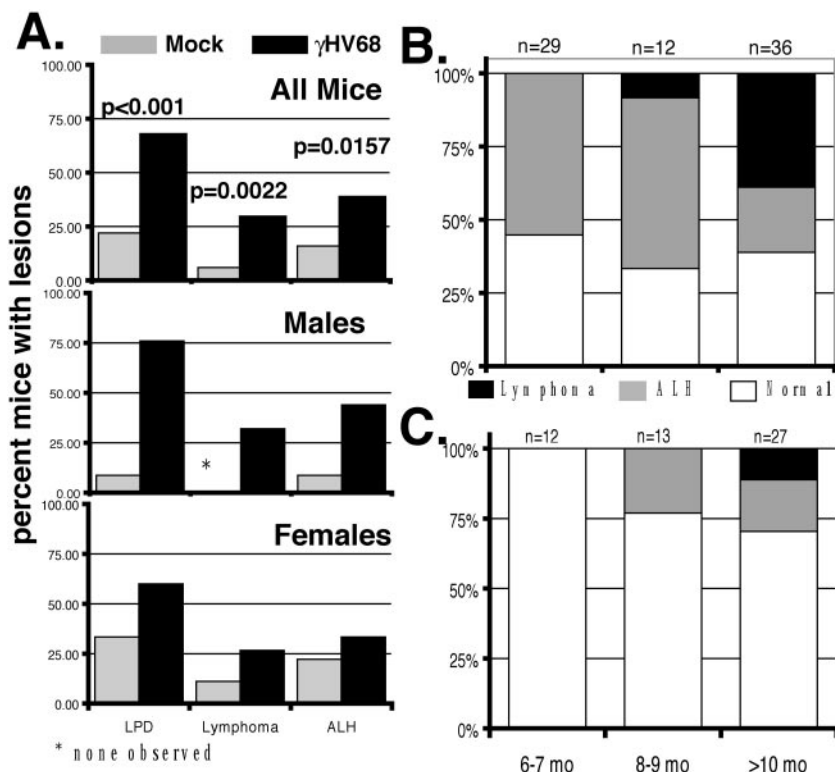 A.
Mock
γHV68
percent mice with lesions
All Mice
100.00
75.00
50.00
25.00
0.00
p<0.001
p=0.0022
p=0.0157
Males
100.00
75.00
50.00
25.00
0.00
*
Females
100.00
75.00
50.00
25.00
0.00
LPD
Lymphoma
ALH
* none observed
B.
n=29
n=12
n=36
100%
75%
50%
25%
0%
Lymphoma
ALH
Normal
C.
n=12
n=13
n=27
100%
75%
50%
25%
0%
6-7 mo
8-9 mo
>10 mo